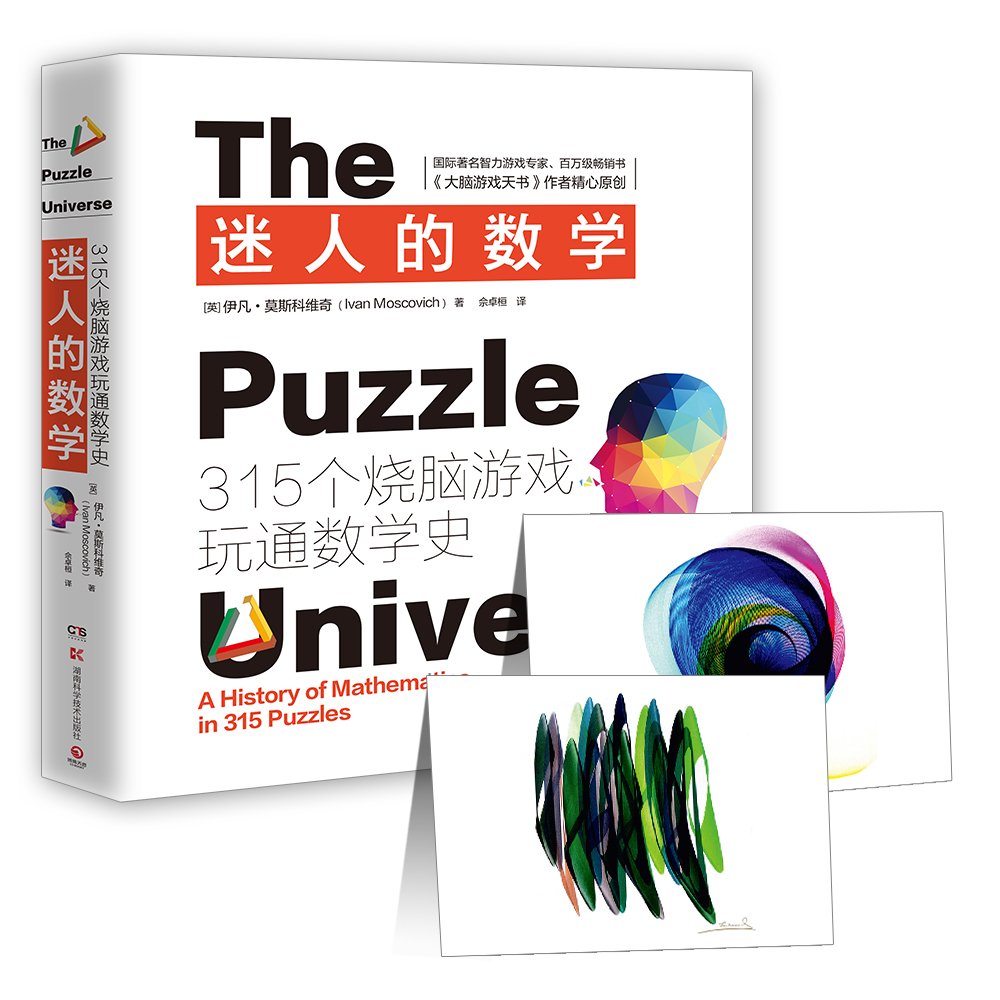 The
国际著名智力游戏专家、百万级畅销书
《大脑游戏天书》作者精心原创
迷人的数学
[英]伊凡·莫斯科维奇(Ivan Moscovich)著 佘卓桓 译
Puzzle
315个烧脑游戏
玩通数学史
Unive
A History of Mathematics
in 315 Puzzles
The
Puzzle
Universe
迷人的数学
315个烧脑游戏玩通数学史
[英]伊凡·莫斯科维奇
(Ivan Moscovich)著
佘卓桓 译
湖南科学技术出版社